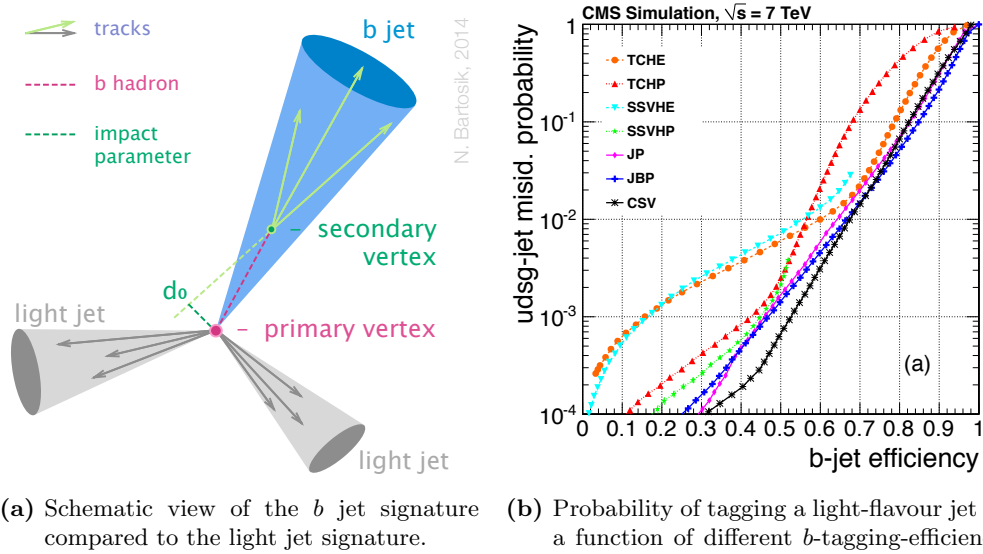 tracks
b hadron
impact
parameter
b jet
N. Bartosik, 2014
secondary
vertex
d₀
light jet
primary vertex
light jet
CMS Simulation, √s = 7 TeV
udsg-jet misid. probability
1
10⁻¹
10⁻²
10⁻³
10⁻⁴
TCHE
TCHP
SSVHE
SSVHP
JP
JBP
CSV
(a)
0 0.1 0.2 0.3 0.4 0.5 0.6 0.7 0.8 0.9 1
b-jet efficiency
(a) Schematic view of the b jet signature
compared to the light jet signature.
(b) Probability of tagging a light-flavour jet
a function of different b-tagging-efficien